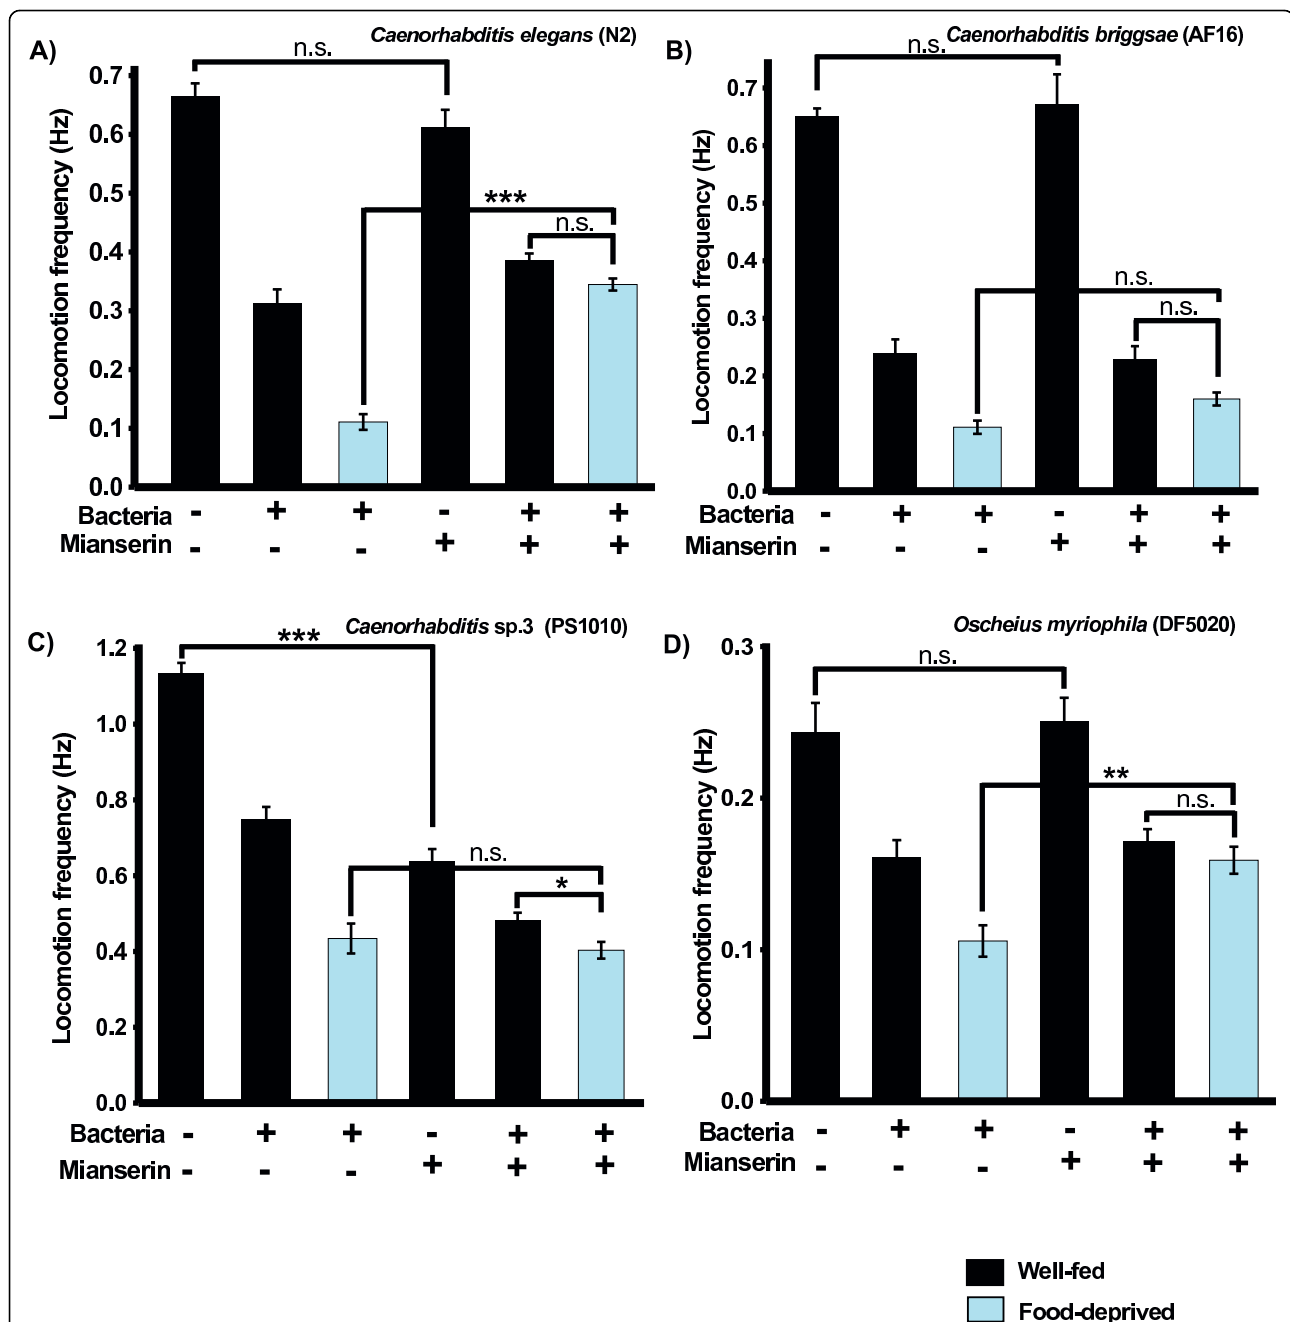 A)
Caenorhabditis elegans (N2)
n.s.
***
n.s.
Locomotion frequency (Hz)
0.7
0.6
0.5
0.4
0.3
0.2
0.1
0.0
Bacteria - + + - + +
Mianserin - - - + + +
B)
Caenorhabditis briggsae (AF16)
n.s.
n.s.
n.s.
Locomotion frequency (Hz)
0.7
0.6
0.5
0.4
0.3
0.2
0.1
0.0
Bacteria - + + - + +
Mianserin - - - + + +
C)
Caenorhabditis sp.3 (PS1010)
***
n.s.
*
Locomotion frequency (Hz)
1.2
1.0
0.8
0.6
0.4
0.2
0.0
Bacteria - + + - + +
Mianserin - - - + + +
D)
Oscheius myriophila (DF5020)
n.s.
**
n.s.
Locomotion frequency (Hz)
0.3
0.2
0.1
0.0
Bacteria - + + - + +
Mianserin - - - + + +
Well-fed
Food-deprived